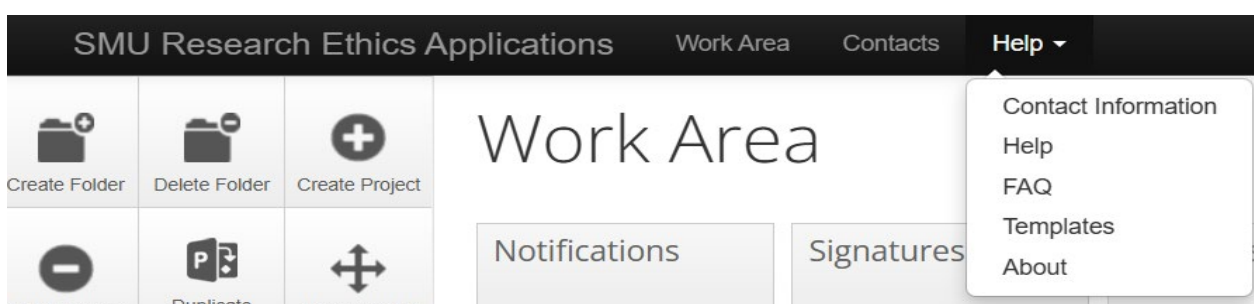 SMU Research Ethics Applications Work Area Contacts Help
Contact Information
Help
FAQ
Templates
About
Create Folder Delete Folder Create Project
Work Area
Notifications Signatures
P
Duplicate